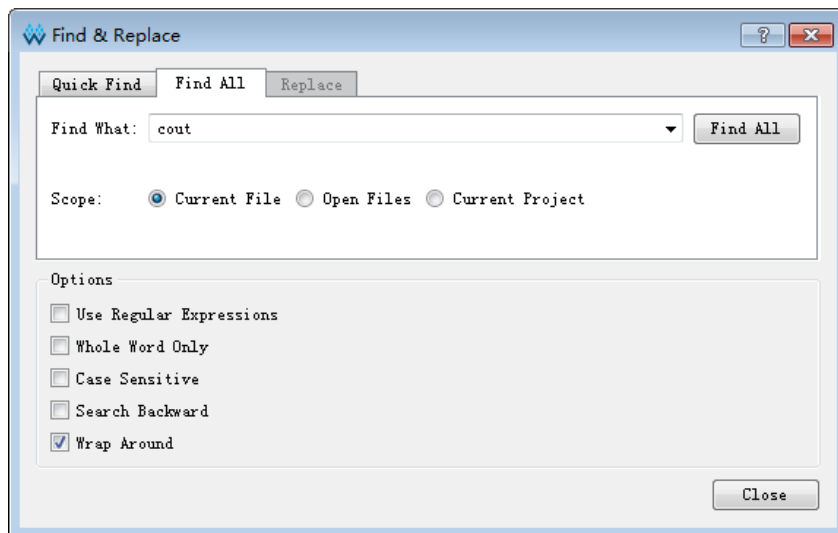 Find & Replace
Quick Find Find All Replace
Find What: cout Find All
Scope: Current File Open Files Current Project
Options
Use Regular Expressions
Whole Word Only
Case Sensitive
Search Backward
Wrap Around
Close